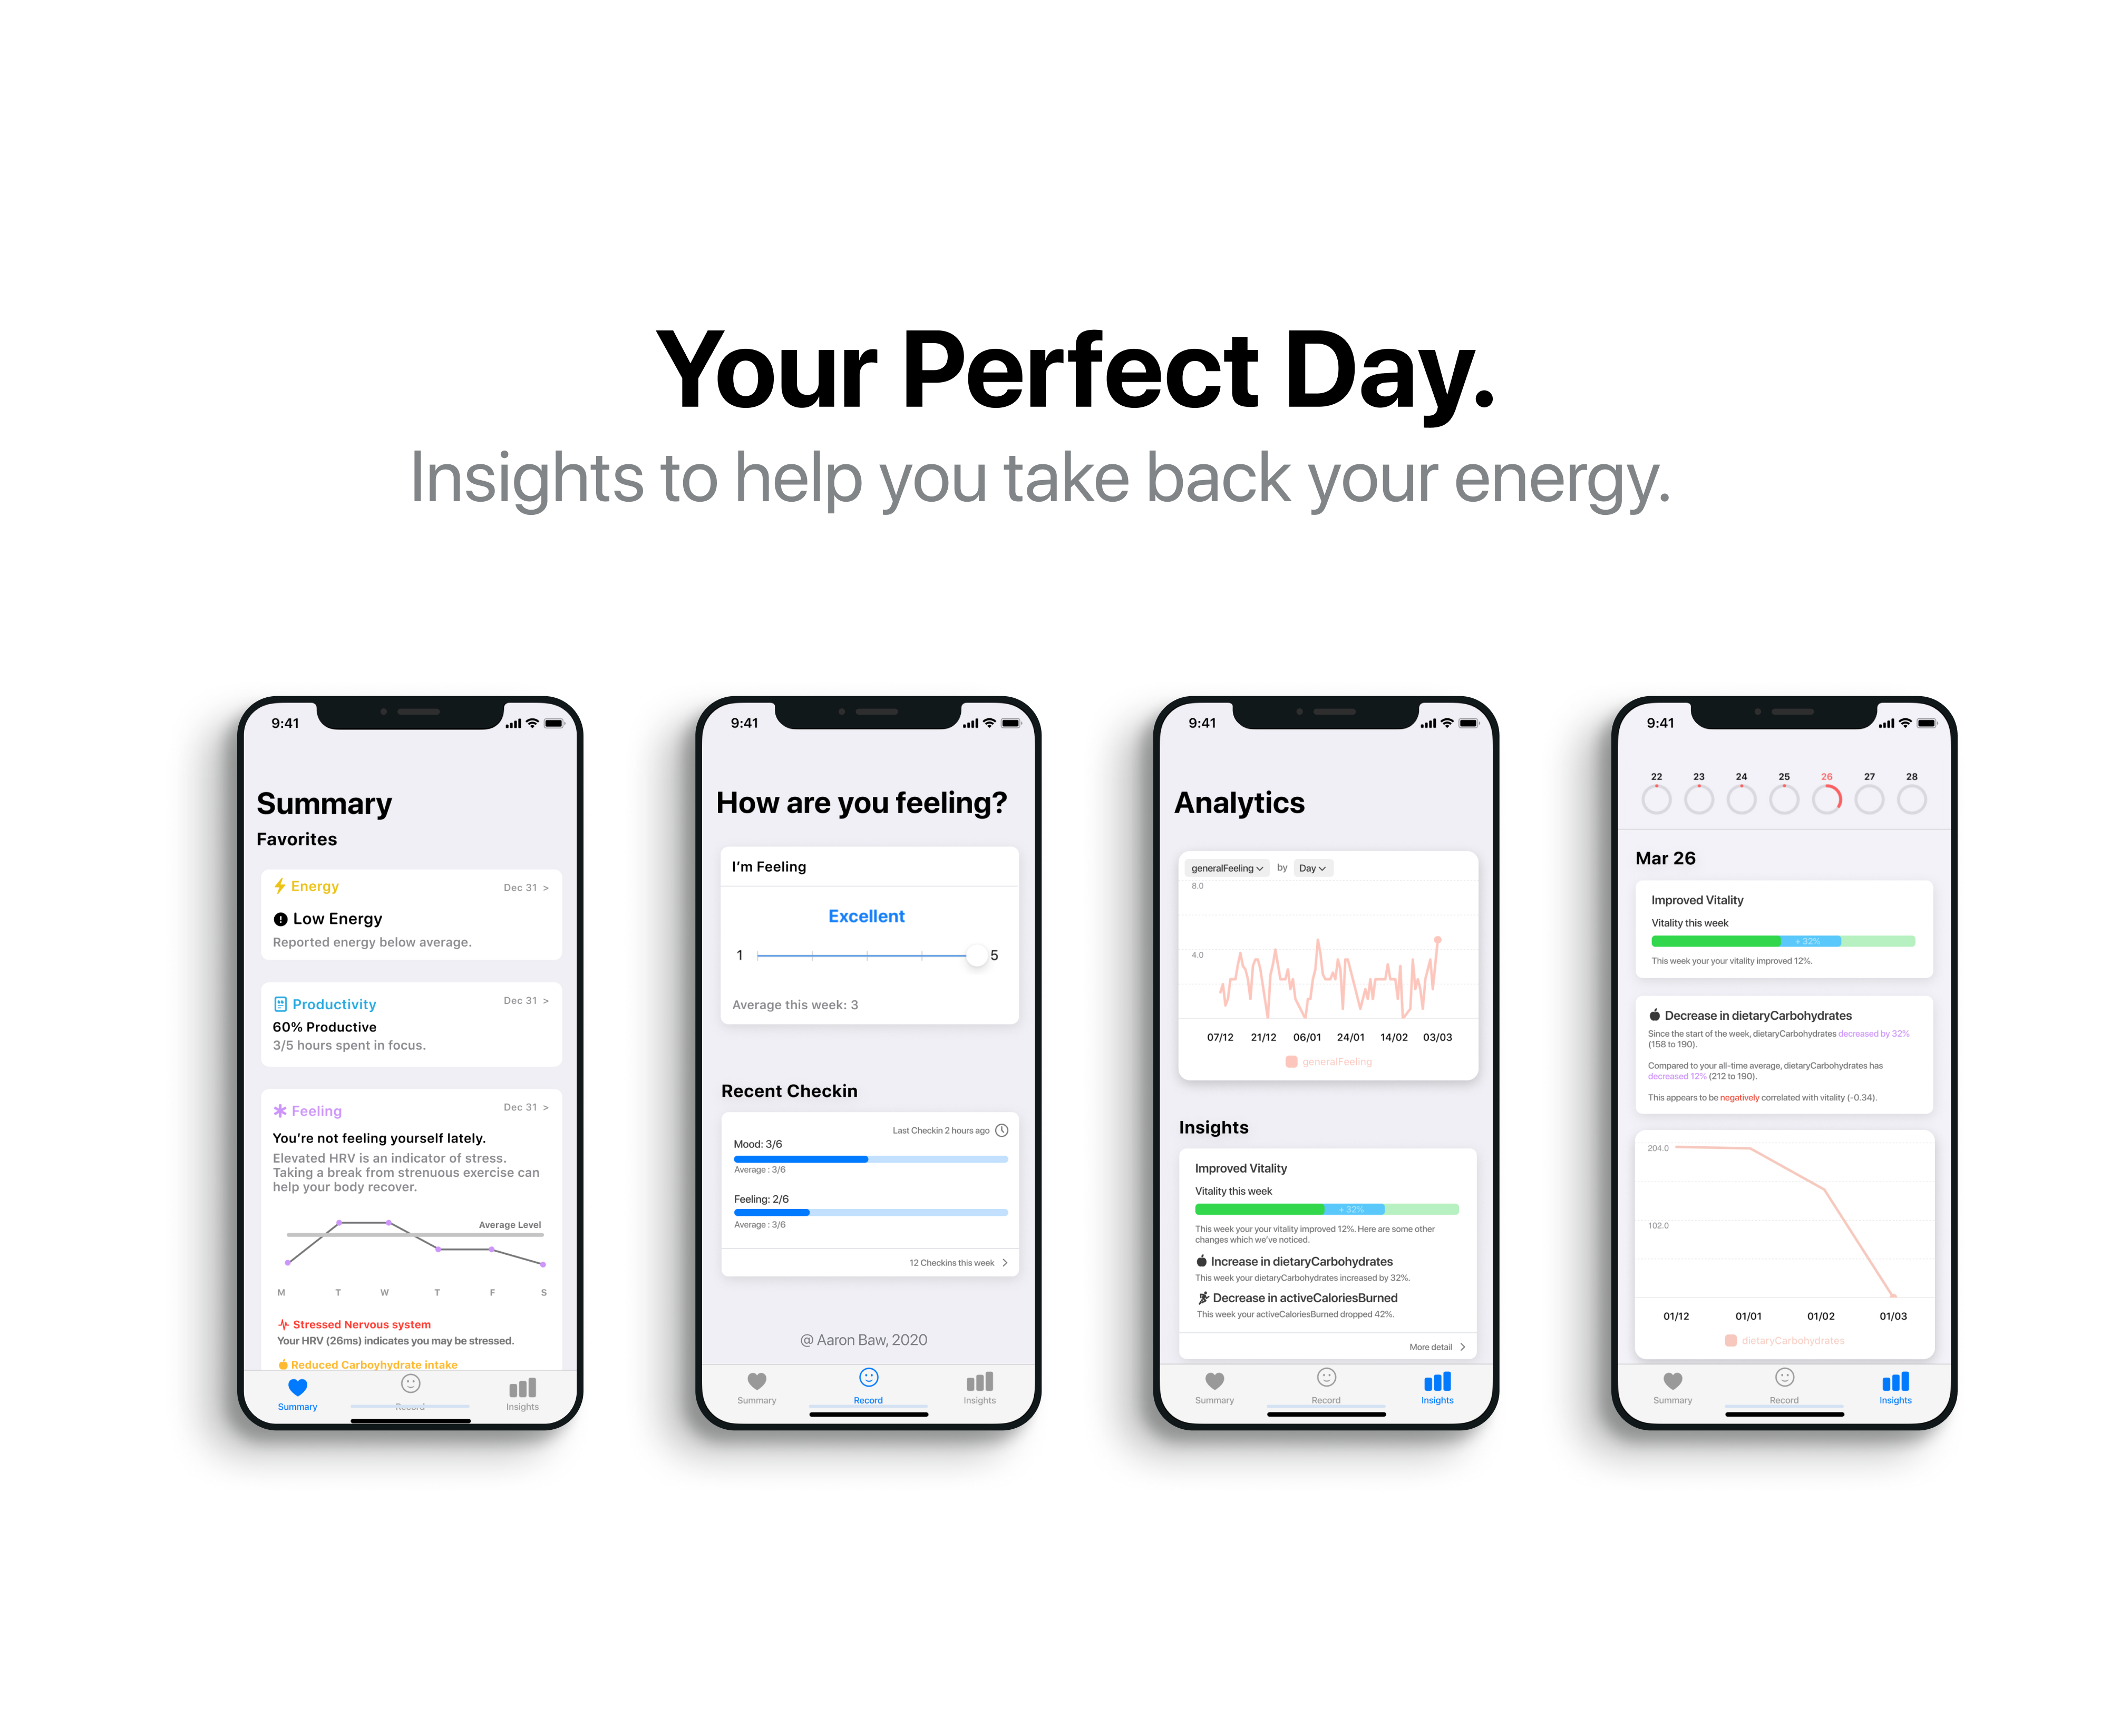 Your Perfect Day.
Insights to help you take back your energy.
9:41
Summary
Favorites
Energy
Dec 31 >
Low Energy
Reported energy below average.
Productivity
Dec 31 >
60% Productive
3/5 hours spent in focus.
Feeling
Dec 31 >
You're not feeling yourself lately.
Elevated HRV is an indicator of stress.
Taking a break from strenuous exercise can
help your body recover.
Average Level
M T W T F S
Stressed Nervous system
Your HRV (26ms) indicates you may be stressed.
Reduced Carboyhydrate intake
Summary Record Insights
9:41
How are you feeling?
I'm Feeling
Excellent
1 5
Average this week: 3
Recent Checkin
Last Checkin 2 hours ago
Mood: 3/6
Average : 3/6
Feeling: 2/6
Average : 3/6
12 Checkins this week >
@ Aaron Baw, 2020
Summary Record Insights
9:41
Analytics
generalFeeling by Day
8.0
4.0
07/12 21/12 06/01 24/01 14/02 03/03
generalFeeling
Insights
Improved Vitality
Vitality this week
+ 32%
This week your your vitality improved 12%. Here are some other
changes which we've noticed.
Increase in dietaryCarbohydrates
This week your dietaryCarbohydrates increased by 32%.
Decrease in activeCaloriesBurned
This week your activeCaloriesBurned dropped 42%.
More detail >
Summary Record Insights
9:41
22 23 24 25 26 27 28
Mar 26
Improved Vitality
Vitality this week
+ 32%
This week your your vitality improved 12%.
Decrease in dietaryCarbohydrates
Since the start of the week, dietaryCarbohydrates decreased by 32%
(158 to 190).
Compared to your all-time average, dietaryCarbohydrates has
decreased 12% (212 to 190).
This appears to be negatively correlated with vitality (-0.34).
204.0
102.0
01/12 01/01 01/02 01/03
dietaryCarbohydrates
Summary Record Insights